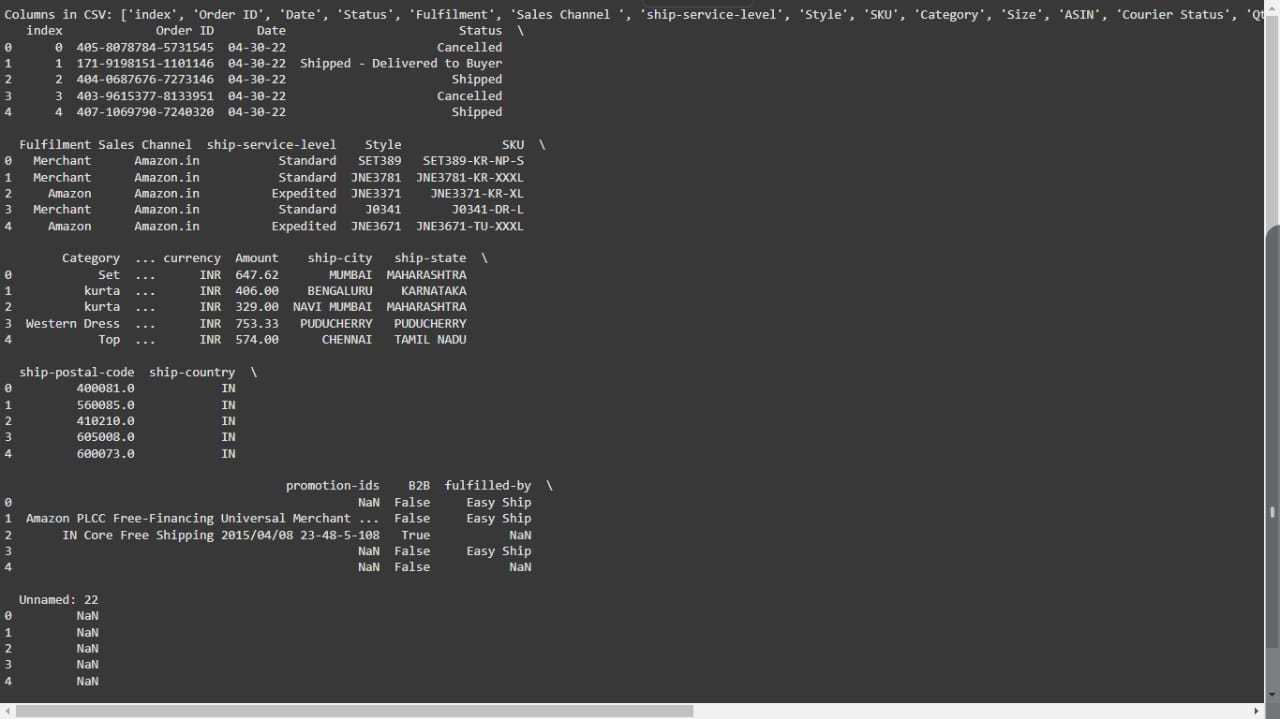 Columns in CSV: ['index', 'Order ID', 'Date', 'Status', 'Fulfilment', 'Sales Channel ', 'ship-service-level', 'Style', 'SKU', 'Category', 'Size', 'ASIN', 'Courier Status',
   index             Order ID      Date                        Status  \
0      0  405-8078784-5731545  04-30-22                     Cancelled
1      1  171-9198151-1101146  04-30-22  Shipped - Delivered to Buyer
2      2  404-0687676-7273146  04-30-22                       Shipped
3      3  403-9615377-8133951  04-30-22                     Cancelled
4      4  407-1069790-7240320  04-30-22                       Shipped
  Fulfilment Sales Channel  ship-service-level    Style              SKU  \
0   Merchant      Amazon.in           Standard   SET389   SET389-KR-NP-S
1   Merchant      Amazon.in           Standard  JNE3781  JNE3781-KR-XXXL
2     Amazon      Amazon.in          Expedited  JNE3371    JNE3371-KR-XL
3   Merchant      Amazon.in           Standard    J0341       J0341-DR-L
4     Amazon      Amazon.in          Expedited  JNE3671  JNE3671-TU-XXXL
        Category  ... currency  Amount    ship-city   ship-state  \
0            Set  ...      INR  647.62       MUMBAI  MAHARASHTRA
1          kurta  ...      INR  406.00    BENGALURU    KARNATAKA
2          kurta  ...      INR  329.00  NAVI MUMBAI  MAHARASHTRA
3  Western Dress  ...      INR  753.33   PUDUCHERRY   PUDUCHERRY
4            Top  ...      INR  574.00      CHENNAI   TAMIL NADU
  ship-postal-code  ship-country  \
0         400081.0            IN
1         560085.0            IN
2         410210.0            IN
3         605008.0            IN
4         600073.0            IN
                                       promotion-ids    B2B  fulfilled-by  \
0                                                NaN  False     Easy Ship
1  Amazon PLCC Free-Financing Universal Merchant ...  False     Easy Ship
2       IN Core Free Shipping 2015/04/08 23-48-5-108   True           NaN
3                                                NaN  False     Easy Ship
4                                                NaN  False           NaN
  Unnamed: 22
0         NaN
1         NaN
2         NaN
3         NaN
4         NaN